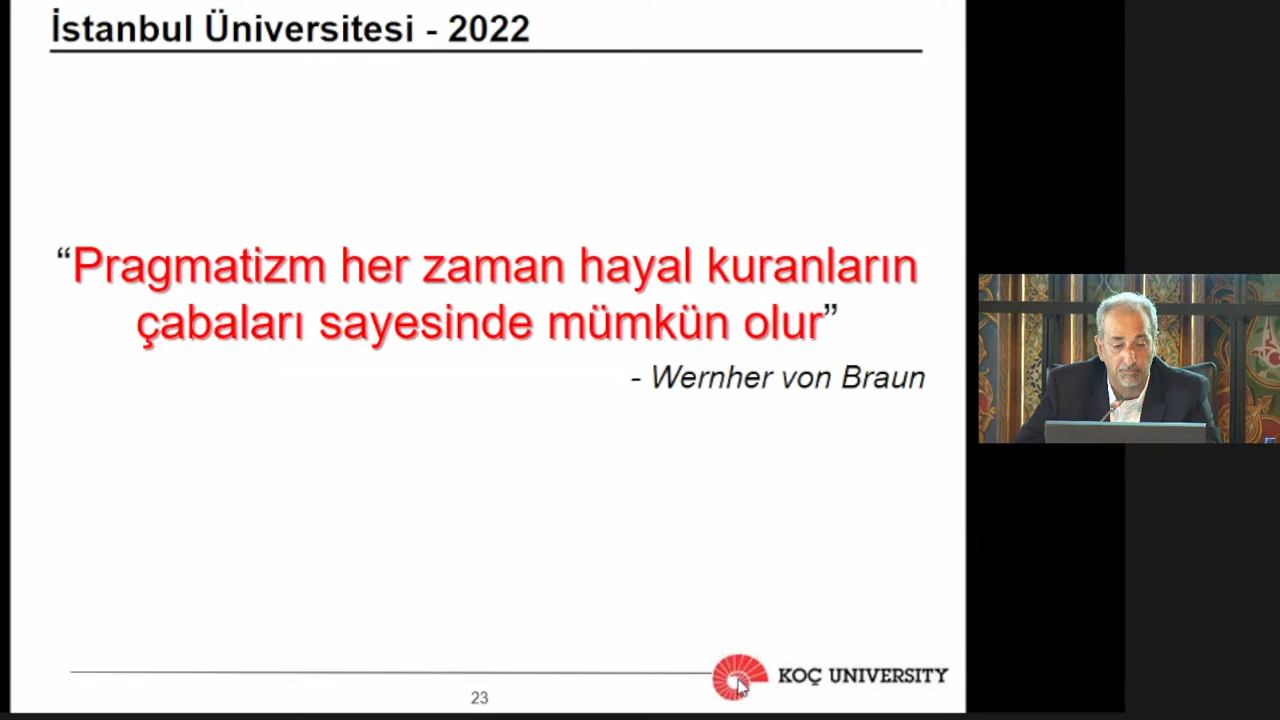 İstanbul Üniversitesi - 2022
“Pragmatizm her zaman hayal kuranların
çabaları sayesinde mümkün olur”
- Wernher von Braun
KOÇ UNIVERSITY
23